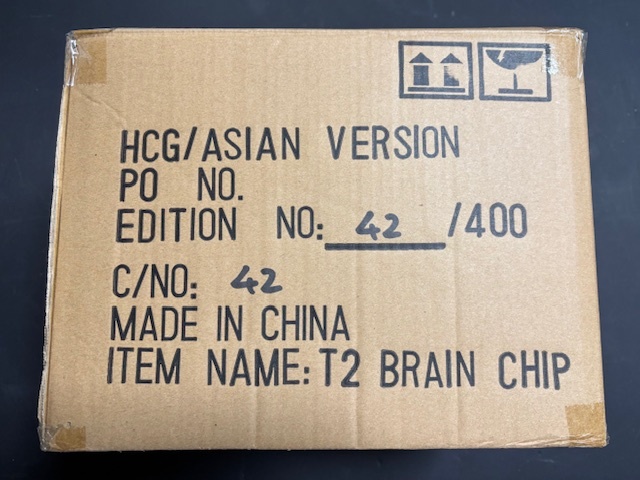 HCG/ASIAN VERSION
PO NO.
EDITION NO: 42 /400
C/NO: 42
MADE IN CHINA
ITEM NAME: T2 BRAIN CHIP